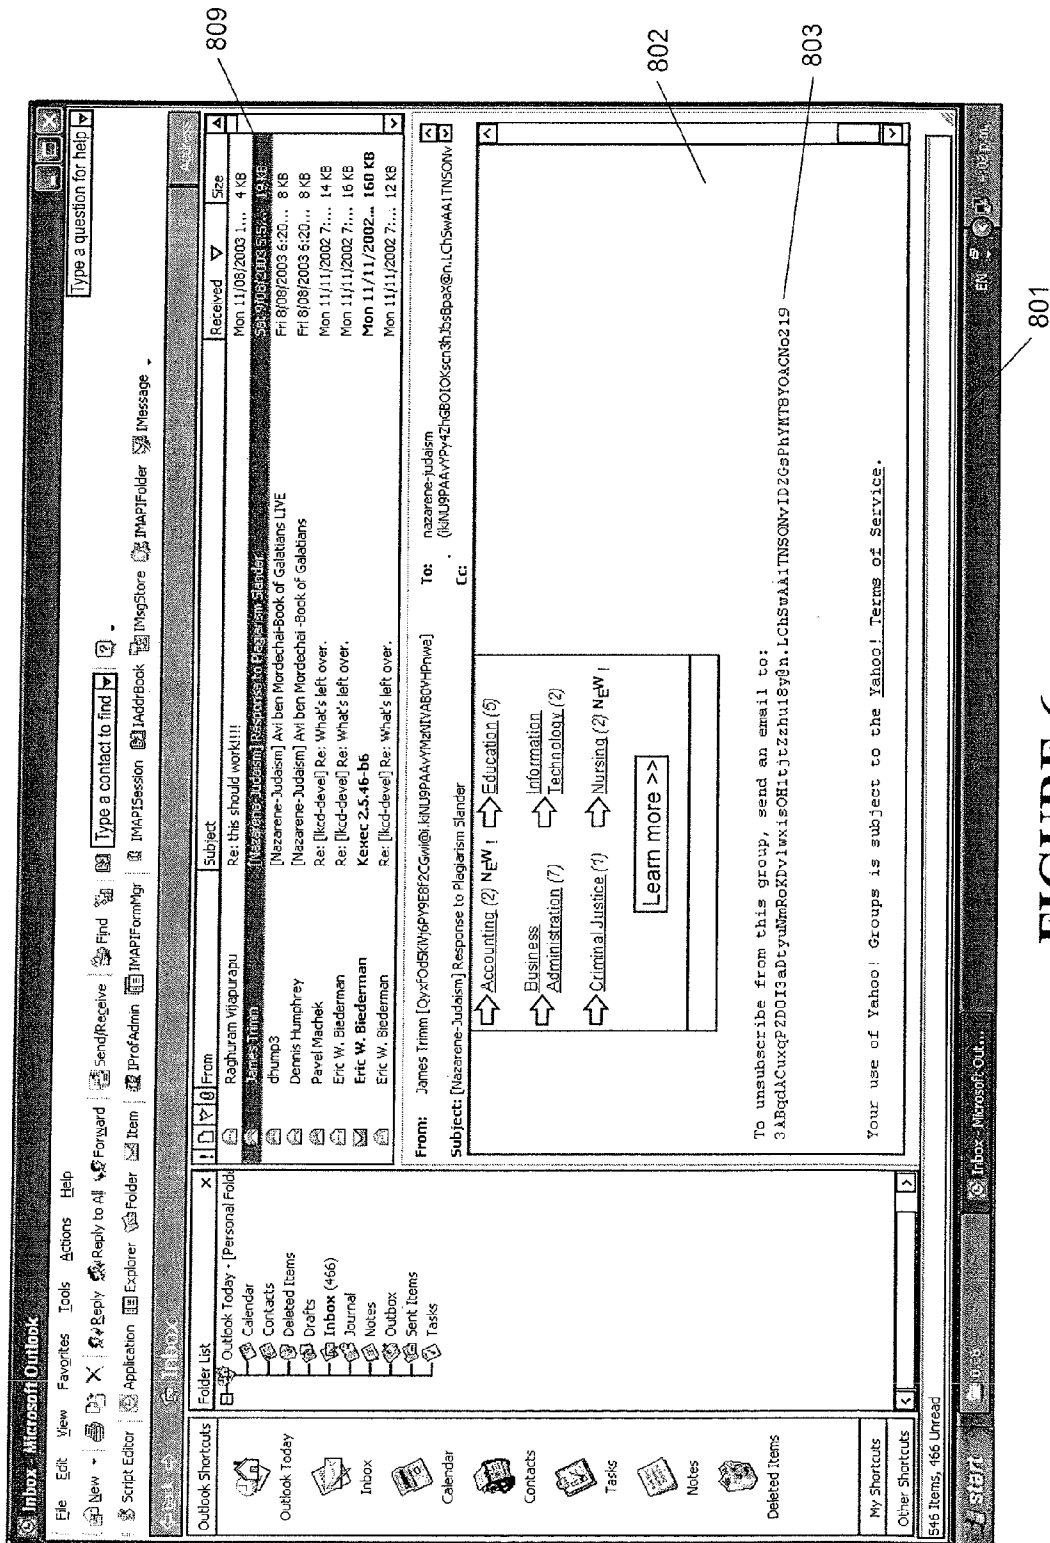 Inbox - Microsoft Outlook
File Edit View Favorites Tools Actions Help
Type a question for help
New Reply Reply to All Forward Send/Receive Find Type a contact to find
Script Editor Application Explorer Folder Item IProfAdmin IMAPIFormMgr IMAPISession IAddrBook IMsgStore IMAPIFolder IMessage
Inbox
Outlook Shortcuts
Outlook Today
Inbox
Calendar
Contacts
Tasks
Notes
Deleted Items
My Shortcuts
Other Shortcuts
Folder List X
Outlook Today - [Personal Folde
Calendar
Contacts
Deleted Items
Drafts
Inbox (466)
Journal
Notes
Outbox
Sent Items
Tasks
! From Subject Received Size
Raghuram Vijapurapu Re: this should work!!!! Mon 11/08/2003 1... 4 KB
James Trimm [Nazarene-Judaism] Response to Plagiarism Slander 19 KB
dhump3 [Nazarene-Judaism] Avi ben Mordechai-Book of Galatians LIVE Fri 8/08/2003 6:20... 8 KB
Dennis Humphrey [Nazarene-Judaism] Avi ben Mordechai -Book of Galatians Fri 8/08/2003 6:20... 8 KB
Pavel Machek Re: [lkcd-devel] Re: What's left over. Mon 11/11/2002 7:... 14 KB
Eric W. Biederman Re: [lkcd-devel] Re: What's left over. Mon 11/11/2002 7:... 16 KB
Eric W. Biederman Kexec 2.5.46-b6 Mon 11/11/2002... 160 KB
Eric W. Biederman Re: [lkcd-devel] Re: What's left over. Mon 11/11/2002 7:... 12 KB
From: James Trimm To: nazarene-judaism
Subject: [Nazarene-Judaism] Response to Plagiarism Slander Cc:
Accounting (2) NEW ! Education (6)
Business Administration (7) Information Technology (2)
Criminal Justice (1) Nursing (2) NEW !
Learn more >>
To unsubscribe from this group, send an email to:
Your use of Yahoo! Groups is subject to the Yahoo! Terms of Service.
546 Items, 466 Unread
start Inbox - Microsoft Out... EN
809
802
803
801